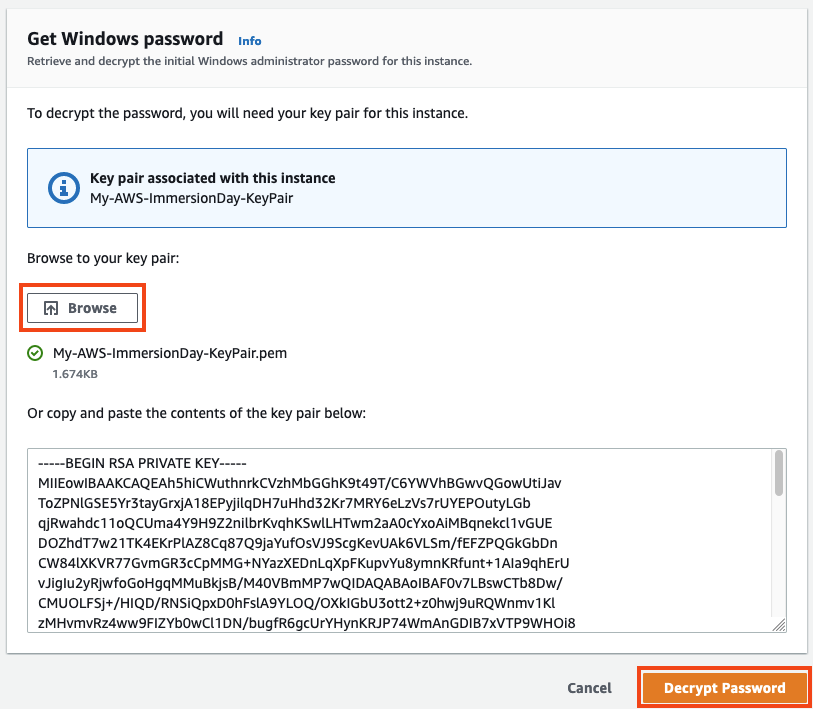 Get Windows password Info
Retrieve and decrypt the initial Windows administrator password for this instance.
To decrypt the password, you will need your key pair for this instance.
Key pair associated with this instance
My-AWS-ImmersionDay-KeyPair
Browse to your key pair:
Browse
My-AWS-ImmersionDay-KeyPair.pem
1.674KB
Or copy and paste the contents of the key pair below:
-----BEGIN RSA PRIVATE KEY-----
MIIEowIBAAKCAQEAh5hiCWuthnrkCVzhMbGGhK9t49T/C6YWVhBGwvQGowUtiJav
ToZPNlGSE5Yr3tayGrxjA18EPyjilqDH7uHhd32Kr7MRY6eLzVs7rUYEPOutyLGb
qjRwahdc11oQCUma4Y9H9Z2nilbrKvqhKSwlLHTwm2aA0cYxoAiMBqnekcl1vGUE
DOZhdT7w21TK4EKrPlAZ8Cq87Q9jaYufOsVJ9ScgKevUAk6VLSm/fEFZPQGkGbDn
CW84lXKVR77GvmGR3cCpMMG+NYazXEDnLqXpFKupvYu8ymnKRfunt+1AIa9qhErU
vJigIu2yRjwfoGoHgqMMuBkjsB/M40VBmMP7wQIDAQABAoIBAF0v7LBswCTb8Dw/
CMUOLFSj+/HIQD/RNSiQpxD0hFslA9YLOQ/OXkIGbU3ott2+z0hwj9uRQWnmv1Kl
zMHvmvRz4ww9FIZYb0wCl1DN/bugfR6gcUrYHynKRJP74WmAnGDIB7xVTP9WHOi8
Cancel
Decrypt Password